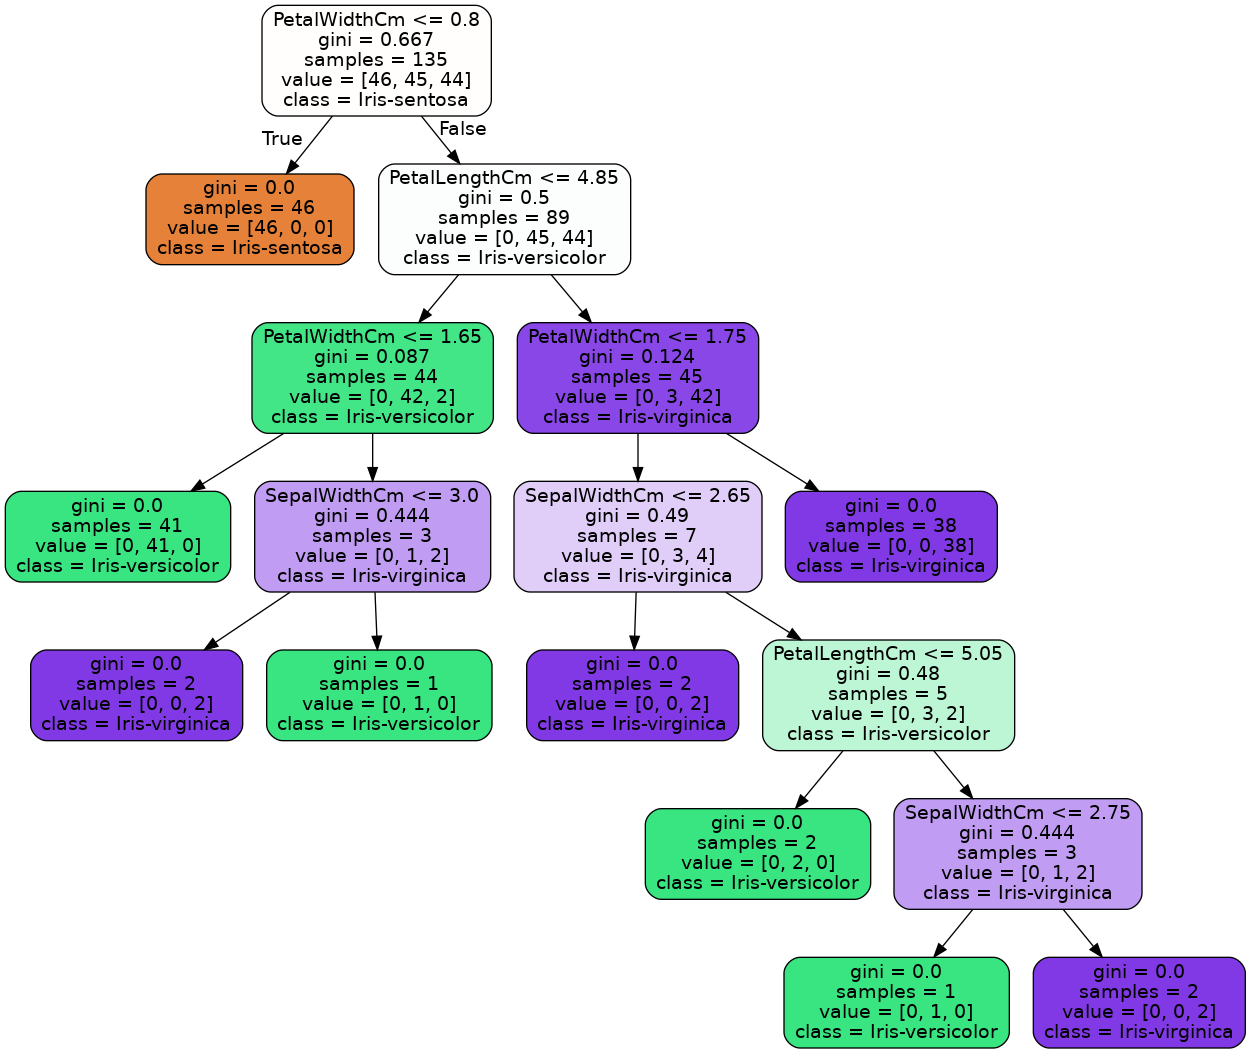 PetalWidthCm <= 0.8
gini = 0.667
samples = 135
value = [46, 45, 44]
class = Iris-sentosa
True
False
gini = 0.0
samples = 46
value = [46, 0, 0]
class = Iris-sentosa
PetalLengthCm <= 4.85
gini = 0.5
samples = 89
value = [0, 45, 44]
class = Iris-versicolor
PetalWidthCm <= 1.65
gini = 0.087
samples = 44
value = [0, 42, 2]
class = Iris-versicolor
PetalWidthCm <= 1.75
gini = 0.124
samples = 45
value = [0, 3, 42]
class = Iris-virginica
gini = 0.0
samples = 41
value = [0, 41, 0]
class = Iris-versicolor
SepalWidthCm <= 3.0
gini = 0.444
samples = 3
value = [0, 1, 2]
class = Iris-virginica
SepalWidthCm <= 2.65
gini = 0.49
samples = 7
value = [0, 3, 4]
class = Iris-virginica
gini = 0.0
samples = 38
value = [0, 0, 38]
class = Iris-virginica
gini = 0.0
samples = 2
value = [0, 0, 2]
class = Iris-virginica
gini = 0.0
samples = 1
value = [0, 1, 0]
class = Iris-versicolor
gini = 0.0
samples = 2
value = [0, 0, 2]
class = Iris-virginica
PetalLengthCm <= 5.05
gini = 0.48
samples = 5
value = [0, 3, 2]
class = Iris-versicolor
gini = 0.0
samples = 2
value = [0, 2, 0]
class = Iris-versicolor
SepalWidthCm <= 2.75
gini = 0.444
samples = 3
value = [0, 1, 2]
class = Iris-virginica
gini = 0.0
samples = 1
value = [0, 1, 0]
class = Iris-versicolor
gini = 0.0
samples = 2
value = [0, 0, 2]
class = Iris-virginica